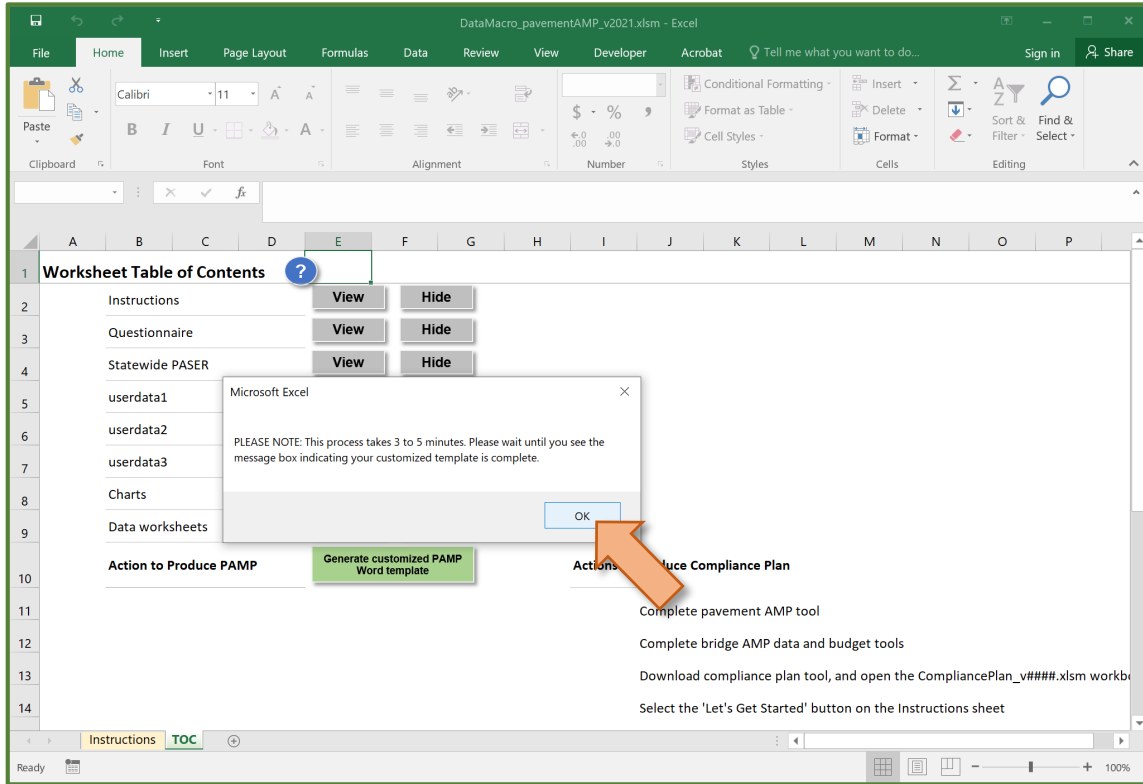 DataMacro_pavementAMP_v2021.xlsm - Excel
File Home Insert Page Layout Formulas Data Review View Developer Acrobat Tell me what you want to do... Sign in Share
Calibri 11 A A
Conditional Formatting Insert
$ % , Format as Table Delete
Paste B I U A Cell Styles Format Sort & Find &
Filter Select
Clipboard Font Alignment Number Styles Cells Editing
fx
A B C D E F G H I J K L M N O P
1 Worksheet Table of Contents ?
2 Instructions View Hide
3 Questionnaire View Hide
4 Statewide PASER View Hide
5 userdata1
6 userdata2
7 userdata3
8 Charts
9 Data worksheets
Microsoft Excel
PLEASE NOTE: This process takes 3 to 5 minutes. Please wait until you see the
message box indicating your customized template is complete.
OK
10 Action to Produce PAMP Generate customized PAMP
Word template
Actions duce Compliance Plan
11 Complete pavement AMP tool
12 Complete bridge AMP data and budget tools
13 Download compliance plan tool, and open the CompliancePlan_v####.xlsm workb
14 Select the 'Let's Get Started' button on the Instructions sheet
Instructions TOC
Ready 100%